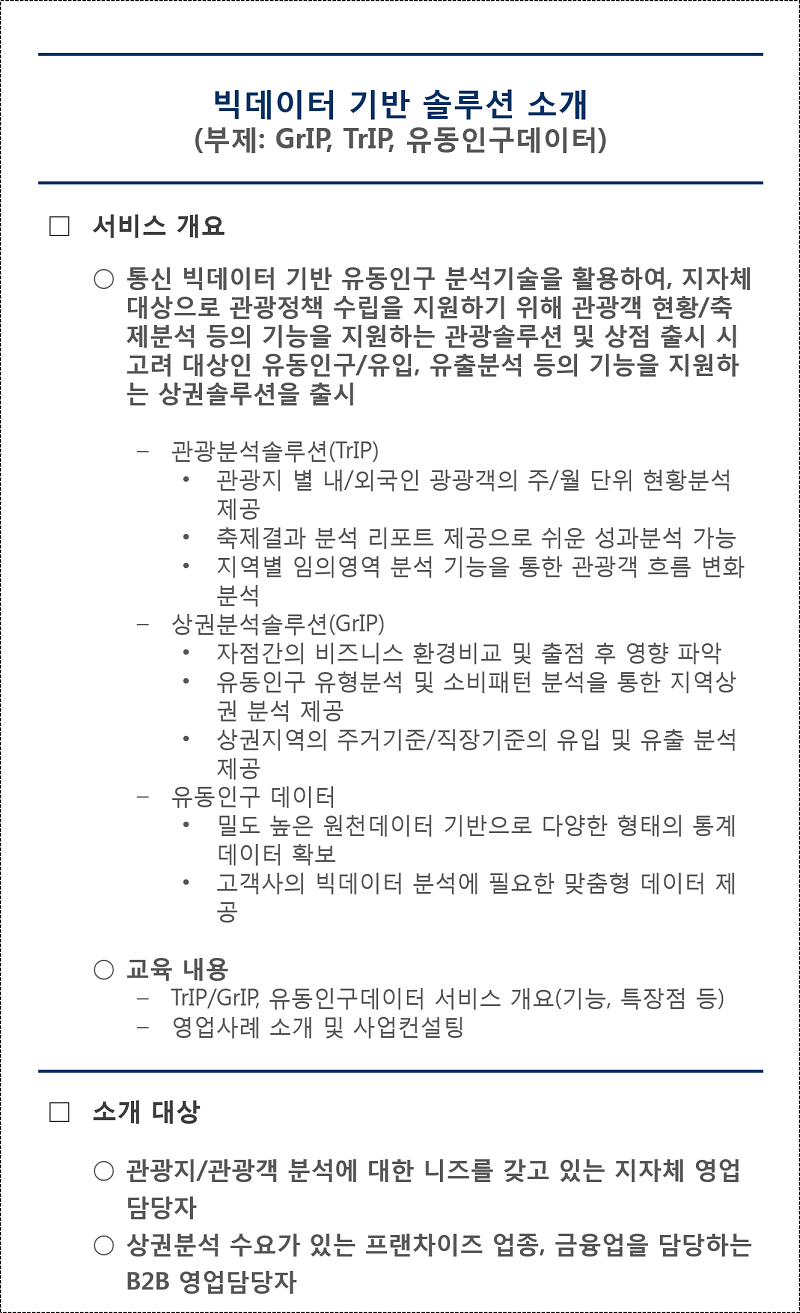 빅데이터 기반 솔루션 소개
(부제: GrIP, TrIP, 유동인구데이터)
□ 서비스 개요
○ 통신 빅데이터 기반 유동인구 분석기술을 활용하여, 지자체
대상으로 관광정책 수립을 지원하기 위해 관광객 현황/축
제분석 등의 기능을 지원하는 관광솔루션 및 상점 출시 시
고려 대상인 유동인구/유입, 유출분석 등의 기능을 지원하
는 상권솔루션을 출시
– 관광분석솔루션(TrIP)
• 관광지 별 내/외국인 광광객의 주/월 단위 현황분석
제공
• 축제결과 분석 리포트 제공으로 쉬운 성과분석 가능
• 지역별 임의영역 분석 기능을 통한 관광객 흐름 변화
분석
– 상권분석솔루션(GrIP)
• 자점간의 비즈니스 환경비교 및 출점 후 영향 파악
• 유동인구 유형분석 및 소비패턴 분석을 통한 지역상
권 분석 제공
• 상권지역의 주거기준/직장기준의 유입 및 유출 분석
제공
– 유동인구 데이터
• 밀도 높은 원천데이터 기반으로 다양한 형태의 통계
데이터 확보
• 고객사의 빅데이터 분석에 필요한 맞춤형 데이터 제
공
○ 교육 내용
– TrIP/GrIP, 유동인구데이터 서비스 개요(기능, 특장점 등)
– 영업사례 소개 및 사업컨설팅
□ 소개 대상
○ 관광지/관광객 분석에 대한 니즈를 갖고 있는 지자체 영업
담당자
○ 상권분석 수요가 있는 프랜차이즈 업종, 금융업을 담당하는
B2B 영업담당자